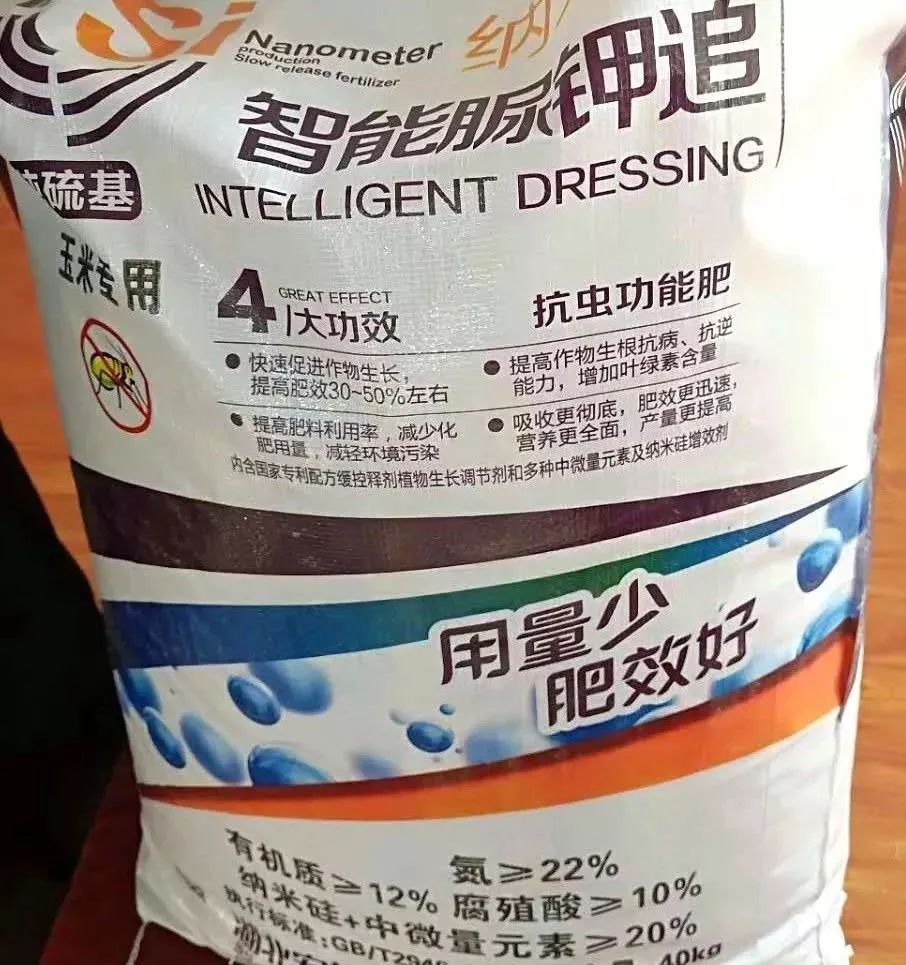 Si
Nanometer
production
Slow release fertilizer
纳
智能脲钾追
INTELLIGENT DRESSING
硫基
玉米专用
4大功效
GREAT EFFECT
抗虫功能肥
● 快速促进作物生长，
提高肥效30~50%左右
● 提高作物生根抗病、抗逆
能力，增加叶绿素含量
● 提高肥料利用率，减少化
肥用量，减轻环境污染
● 吸收更彻底，肥效更迅速，
营养更全面，产量更提高
内含国家专利配方缓控释剂植物生长调节剂和多种中微量元素及纳米硅增效剂
用量少
肥效好
有机质≥12% 氮≥22%
纳米硅+中微量元素≥20%
腐殖酸≥10%
执行标准:GB/T294
40kg